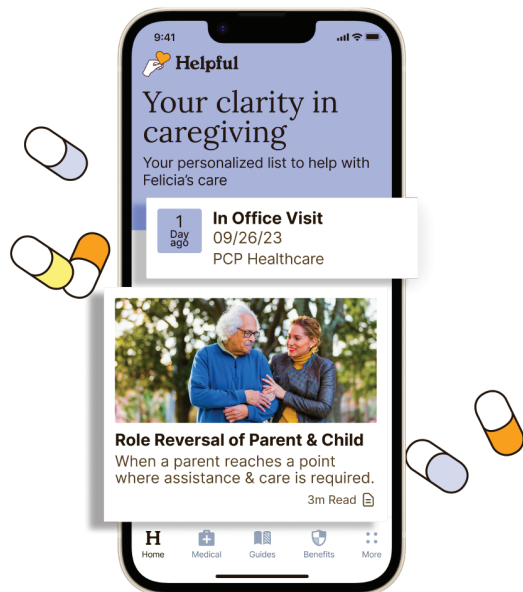 9:41
Helpful
Your clarity in
caregiving
Your personalized list to help with
Felicia's care
1
Day
ago
In Office Visit
09/26/23
PCP Healthcare
Role Reversal of Parent & Child
When a parent reaches a point
where assistance & care is required.
3m Read
H
Home
Medical
Guides
Benefits
More